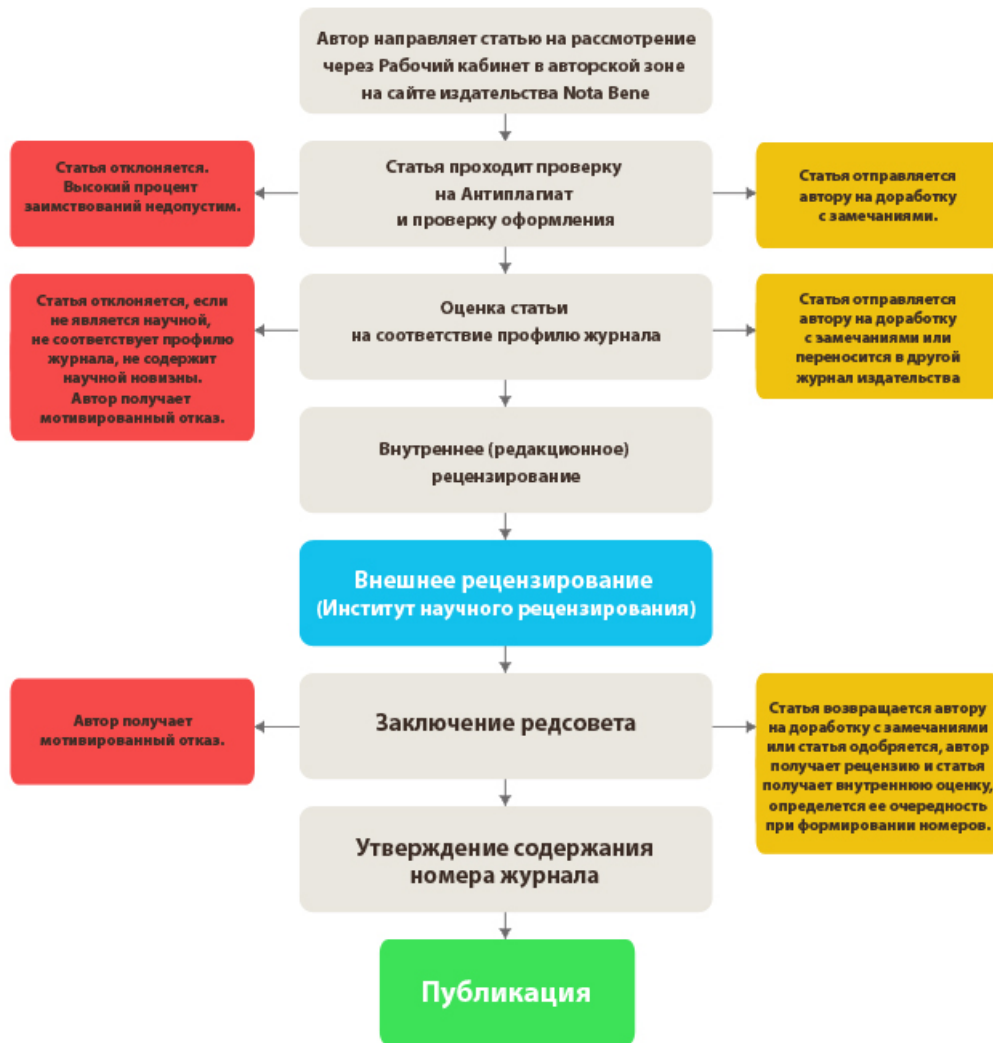 Автор направляет статью на рассмотрение
через Рабочий кабинет в авторской зоне
на сайте издательства Nota Bene
Статья отклоняется.
Высокий процент
заимствований недопустим.
Статья проходит проверку
на Антиплагиат
и проверку оформления
Статья отправляется
автору на доработку
с замечаниями.
Статья отклоняется, если
не является научной,
не соответствует профилю
журнала, не содержит
научной новизны.
Автор получает
мотивированный отказ.
Оценка статьи
на соответствие профилю журнала
Статья отправляется
автору на доработку
с замечаниями или
переносится в другой
журнал издательства
Внутреннее (редакционное)
рецензирование
Внешнее рецензирование
(Институт научного рецензирования)
Автор получает
мотивированный отказ.
Заключение редсовета
Статья возвращается автору
на доработку с замечаниями
или статья одобряется, автор
получает рецензию и статья
получает внутреннюю оценку,
определется ее очередность
при формировании номеров.
Утверждение содержания
номера журнала
Публикация